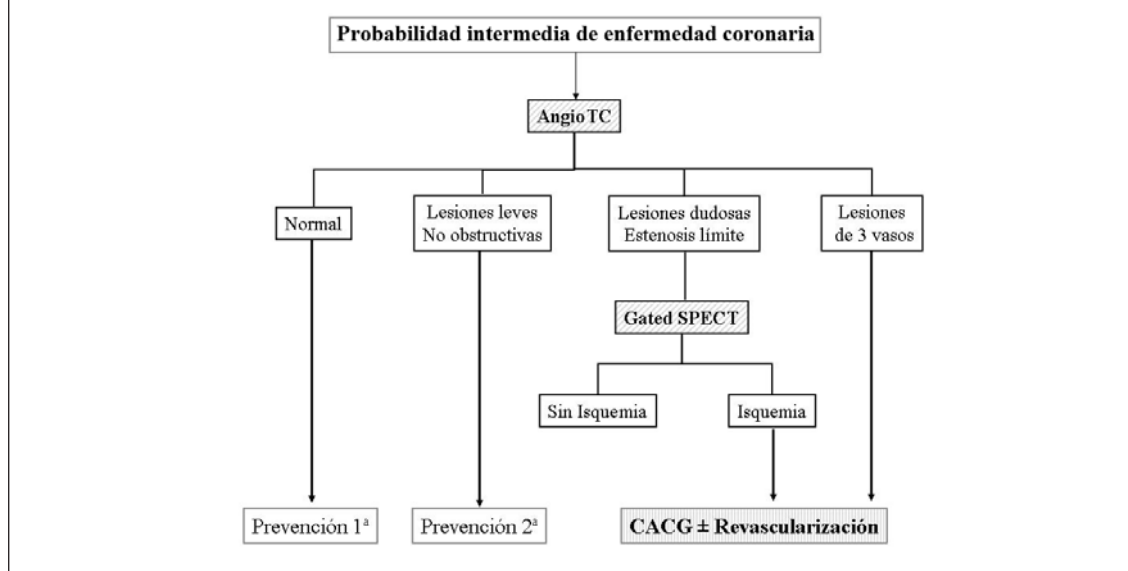 Probabilidad intermedia de enfermedad coronaria
Angio TC
Normal
Lesiones leves
No obstructivas
Lesiones dudosas
Estenosis límite
Lesiones
de 3 vasos
Gated SPECT
Sin Isquemia
Isquemia
Prevención 1ª
Prevención 2ª
CACG ± Revascularización